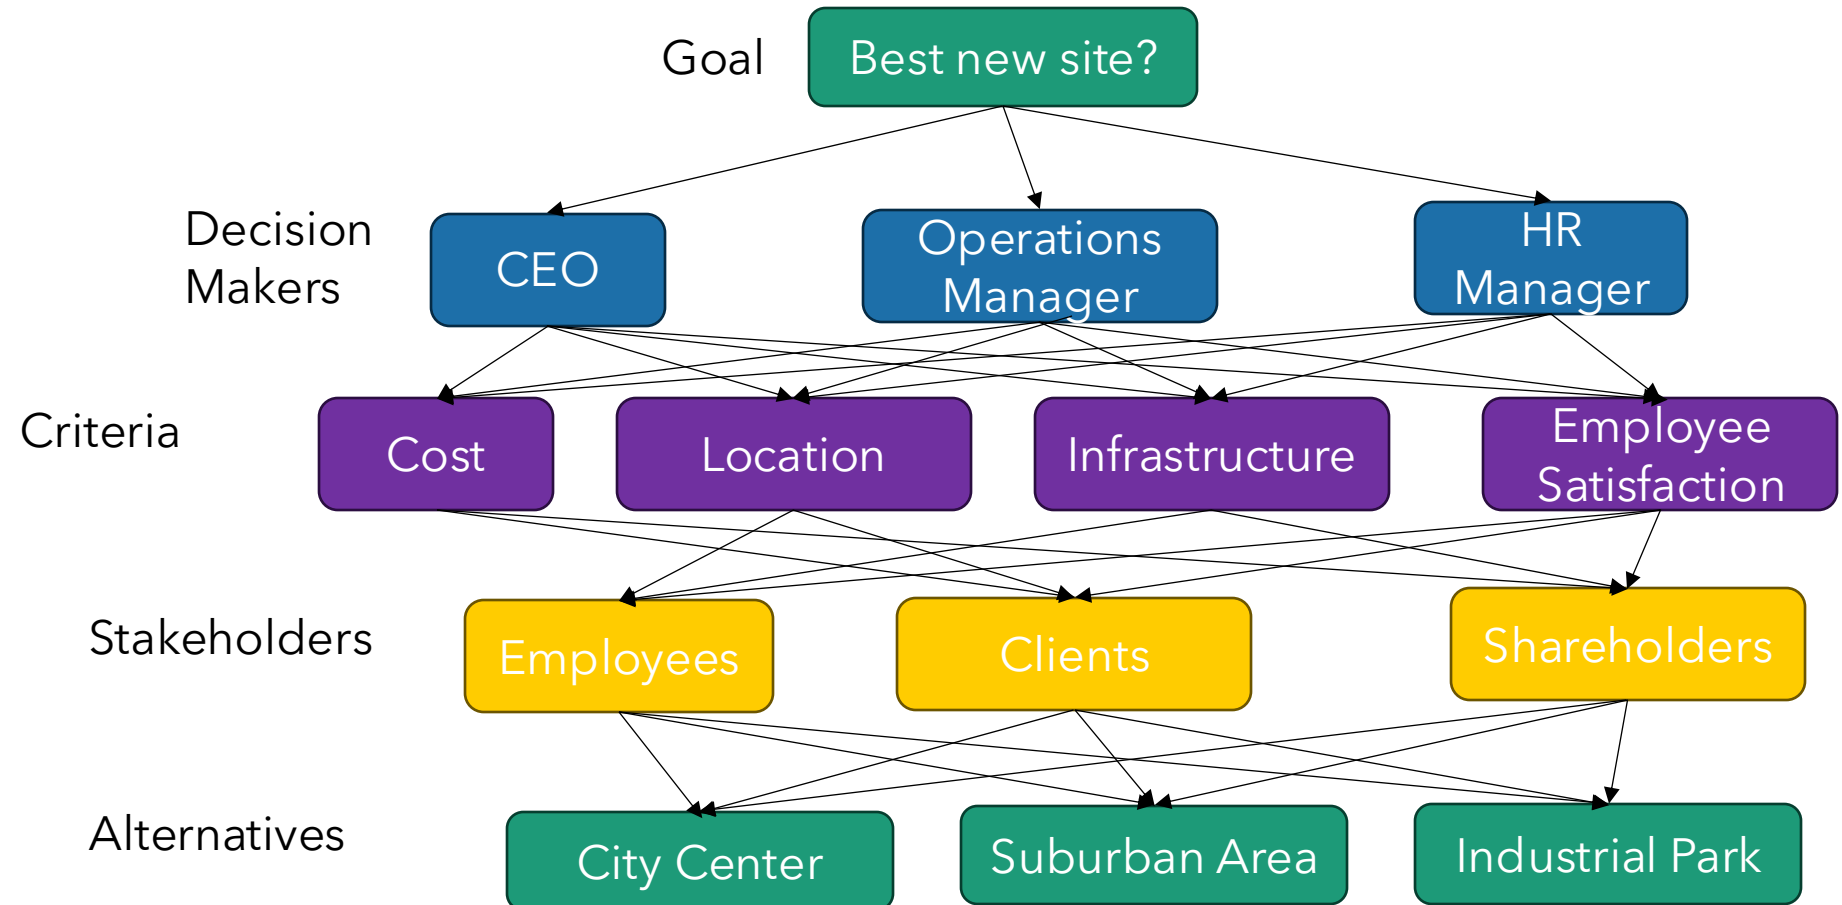 Goal
Best new site?
Decision
Makers
CEO
Operations
Manager
HR
Manager
Criteria
Cost
Location
Infrastructure
Employee
Satisfaction
Stakeholders
Employees
Clients
Shareholders
Alternatives
City Center
Suburban Area
Industrial Park